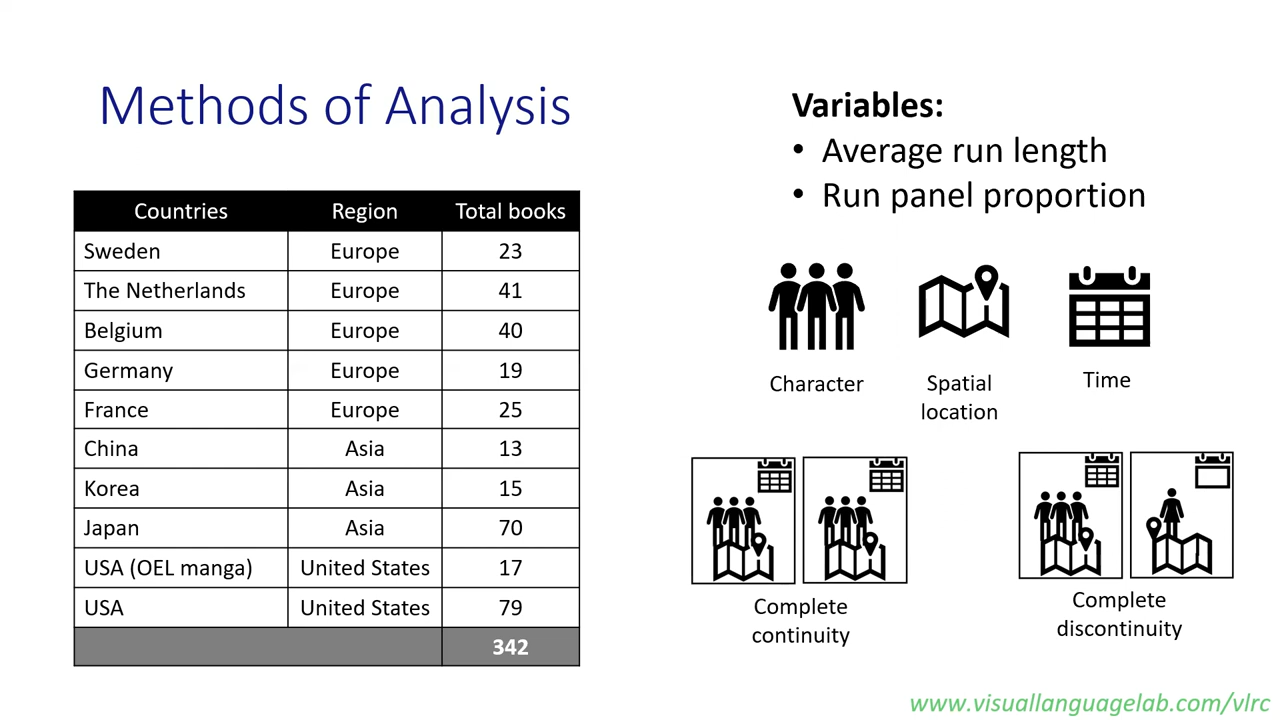 Methods of Analysis
Countries Region Total books
Sweden Europe 23
The Netherlands Europe 41
Belgium Europe 40
Germany Europe 19
France Europe 25
China Asia 13
Korea Asia 15
Japan Asia 70
USA (OEL manga) United States 17
USA United States 79
342
Variables:
• Average run length
• Run panel proportion
Character
Spatial
location
Time
Complete
continuity
Complete
discontinuity
www.visuallanguagelab.com/vlrc